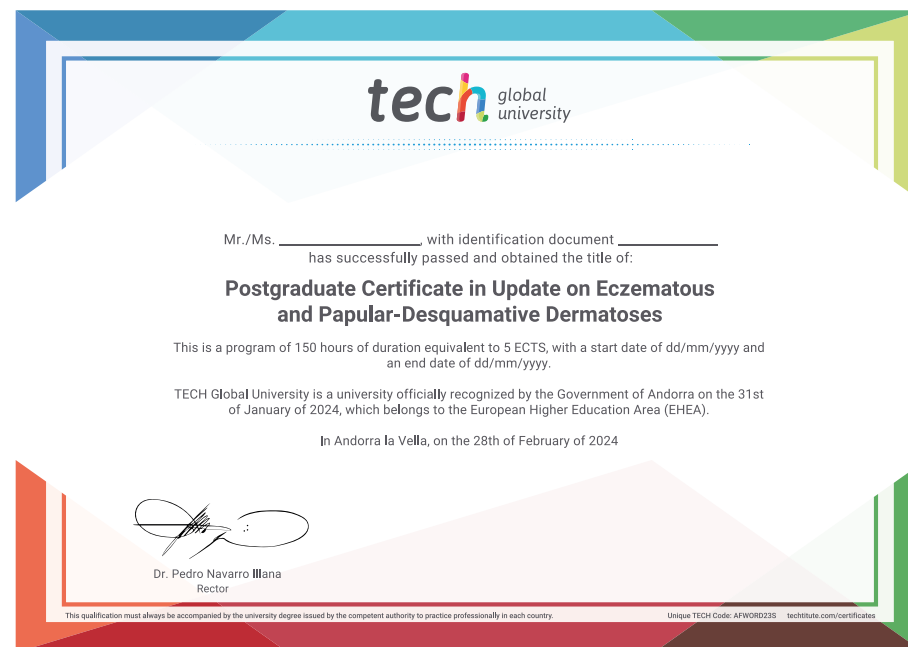 tech global
university
Mr./Ms. ____________, with identification document ____________
has successfully passed and obtained the title of:
Postgraduate Certificate in Update on Eczematous
and Papular-Desquamative Dermatoses
This is a program of 150 hours of duration equivalent to 5 ECTS, with a start date of dd/mm/yyyy and
an end date of dd/mm/yyyy.
TECH Global University is a university officially recognized by the Government of Andorra on the 31st
of January of 2024, which belongs to the European Higher Education Area (EHEA).
In Andorra la Vella, on the 28th of February of 2024
Dr. Pedro Navarro Illana
Rector
This qualification must always be accompanied by the university degree issued by the competent authority to practice professionally in each country. Unique TECH Code: AFWORD23S techtitute.com/certificates